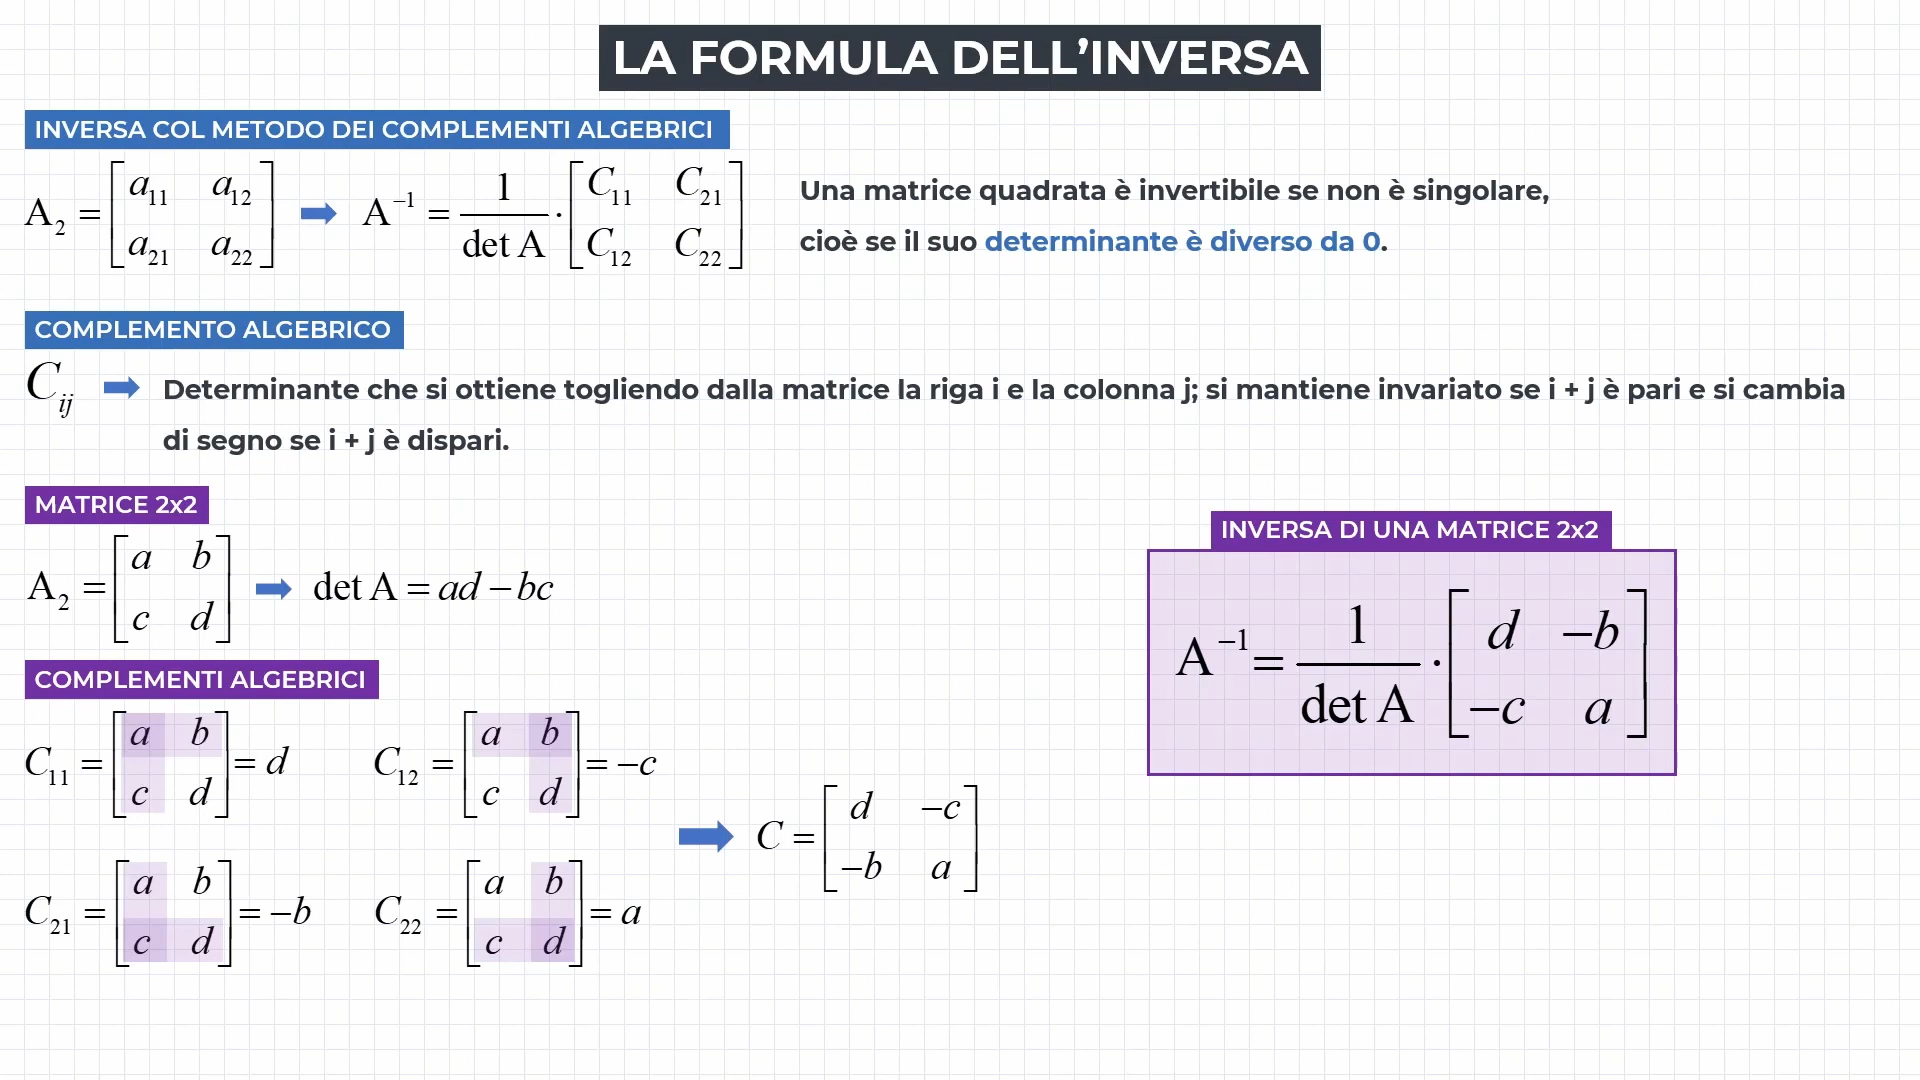 LA FORMULA DELL'INVERSA
INVERSA COL METODO DEI COMPLEMENTI ALGEBRICI
A₂ = [a₁₁ a₁₂; a₂₁ a₂₂] ➡ A⁻¹ = 1/det A · [C₁₁ C₂₁; C₁₂ C₂₂]
Una matrice quadrata è invertibile se non è singolare,
cioè se il suo determinante è diverso da 0.
COMPLEMENTO ALGEBRICO
Cᵢⱼ ➡ Determinante che si ottiene togliendo dalla matrice la riga i e la colonna j; si mantiene invariato se i + j è pari e si cambia
di segno se i + j è dispari.
MATRICE 2x2
A₂ = [a b; c d] ➡ det A = ad − bc
COMPLEMENTI ALGEBRICI
C₁₁ = [a b; c d] = d
C₁₂ = [a b; c d] = −c
C₂₁ = [a b; c d] = −b
C₂₂ = [a b; c d] = a
➡ C = [d −c; −b a]
INVERSA DI UNA MATRICE 2x2
A⁻¹ = 1/det A · [d −b; −c a]